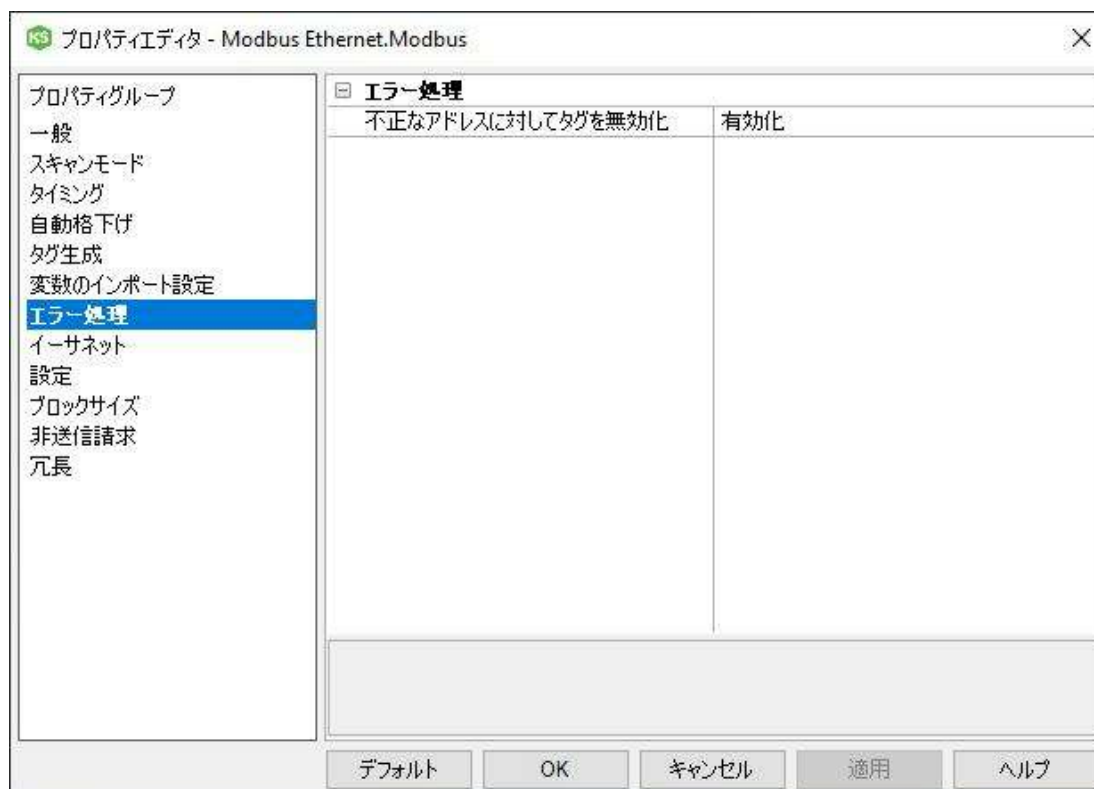 KS プロパティエディタ - Modbus Ethernet.Modbus
プロパティグループ
一般
スキャンモード
タイミング
自動格下げ
タグ生成
変数のインポート設定
エラー処理
イーサネット
設定
ブロックサイズ
非送信請求
冗長
エラー処理
不正なアドレスに対してタグを無効化 有効化
デフォルト OK キャンセル 適用 ヘルプ